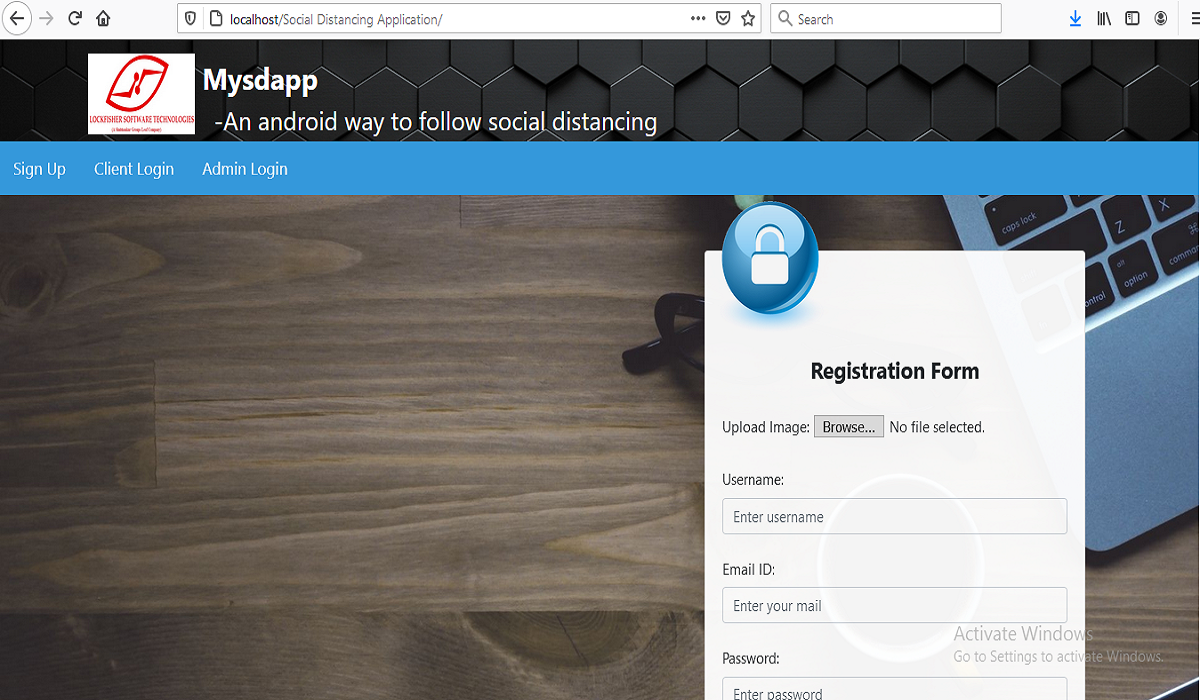 localhost/Social Distancing Application/
Search
LOCKFISHER SOFTWARE TECHNOLOGIES
Mysdapp
-An android way to follow social distancing
Sign Up Client Login Admin Login
caps lock
Z
X
alt
option
command
control
Registration Form
Upload Image: Browse... No file selected.
Username:
Enter username
Email ID:
Enter your mail
Activate Windows
Go to Settings to activate Windows.
Password:
Enter password